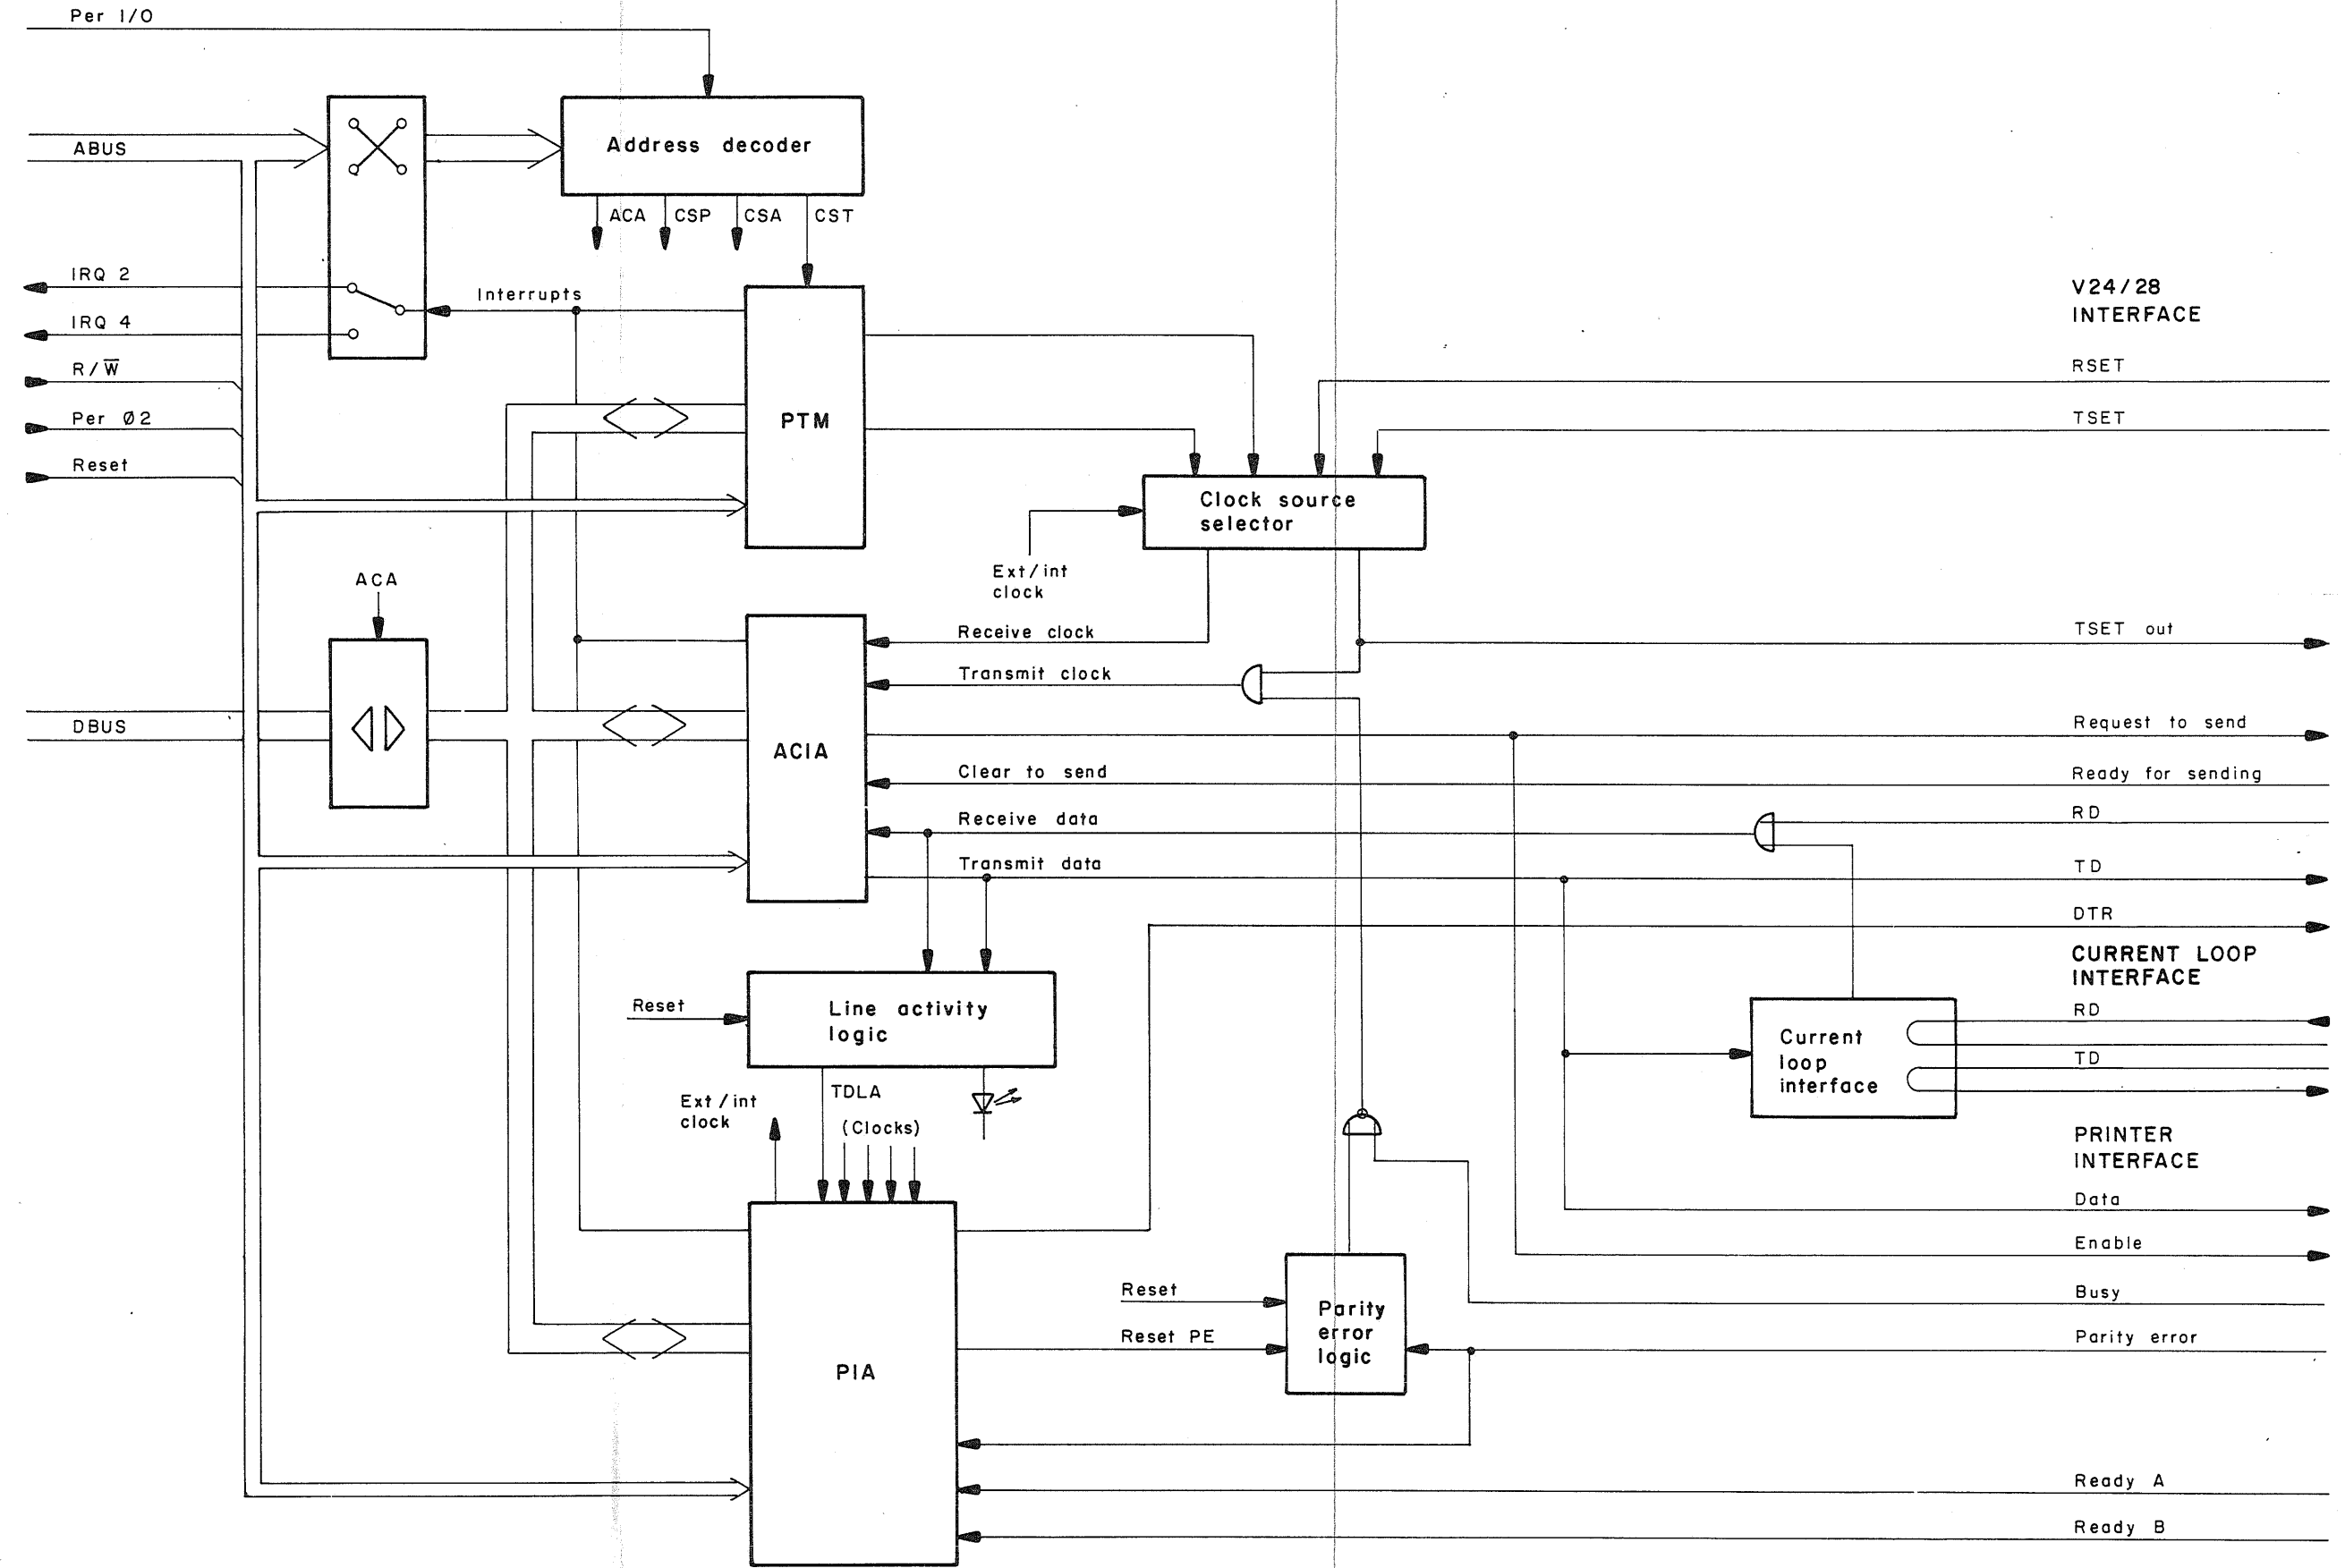 Per I/O
ABUS
Address decoder
ACA
CSP
CSA
CST
IRQ 2
Interrupts
IRQ 4
R/W̅
Per Ø2
Reset
PTM
V24/28
INTERFACE
RSET
TSET
Clock source
selector
Ext/int
clock
ACA
DBUS
ACIA
Receive clock
Transmit clock
Clear to send
Receive data
Transmit data
TSET out
Request to send
Ready for sending
RD
TD
DTR
CURRENT LOOP
INTERFACE
RD
TD
Current
loop
interface
Reset
Line activity
logic
TDLA
Ext/int
clock
(Clocks)
PRINTER
INTERFACE
Data
Enable
Busy
Parity error
Reset
Reset PE
Parity
error
logic
PIA
Ready A
Ready B